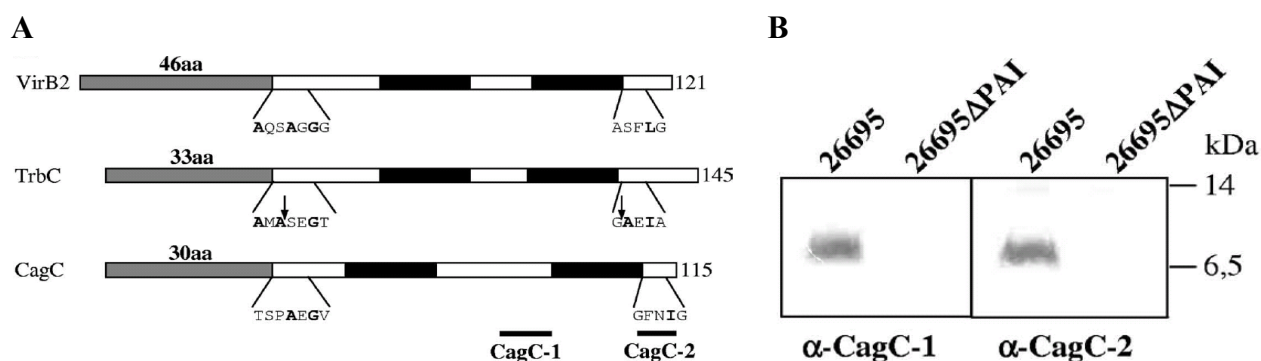 A
46aa
VirB2
121
AQSAGGG
ASFLG
33aa
TrbC
145
AMASEGT
GAEIA
30aa
CagC
115
TSPAEGV
GFNIG
CagC-1
CagC-2
B
26695
26695ΔPAI
26695
26695ΔPAI
kDa
14
6,5
α-CagC-1
α-CagC-2